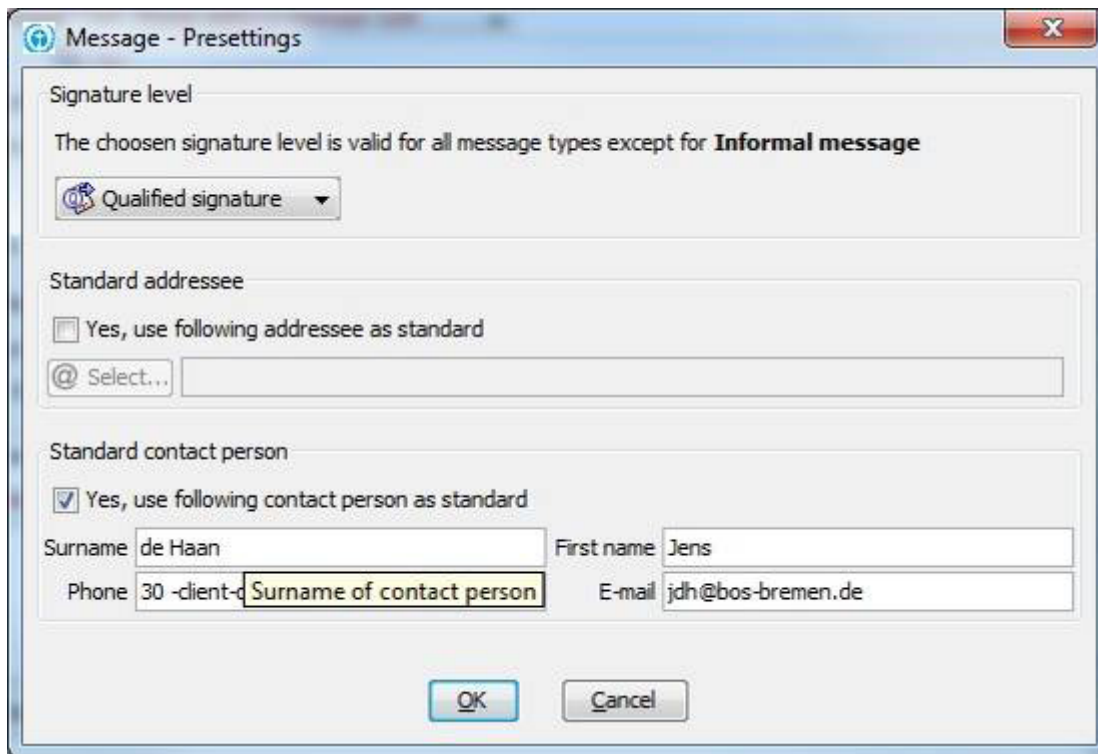 Message - Presettings
Signature level
The choosen signature level is valid for all message types except for Informal message
Qualified signature
Standard addressee
Yes, use following addressee as standard
@ Select...
Standard contact person
Yes, use following contact person as standard
Surname de Haan First name Jens
Phone 30 -client- Surname of contact person E-mail jdh@bos-bremen.de
OK Cancel